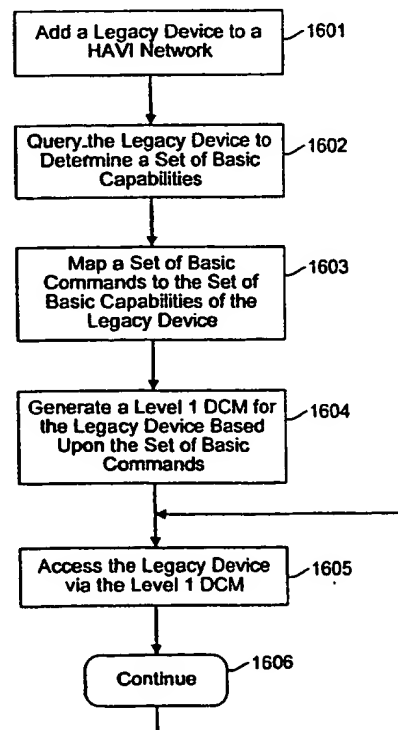 Add a Legacy Device to a
HAVI Network
1601
Query the Legacy Device to
Determine a Set of Basic
Capabilities
1602
Map a Set of Basic
Commands to the Set of
Basic Capabilities of the
Legacy Device
1603
Generate a Level 1 DCM for
the Legacy Device Based
Upon the Set of Basic
Commands
1604
Access the Legacy Device
via the Level 1 DCM
1605
Continue
1606